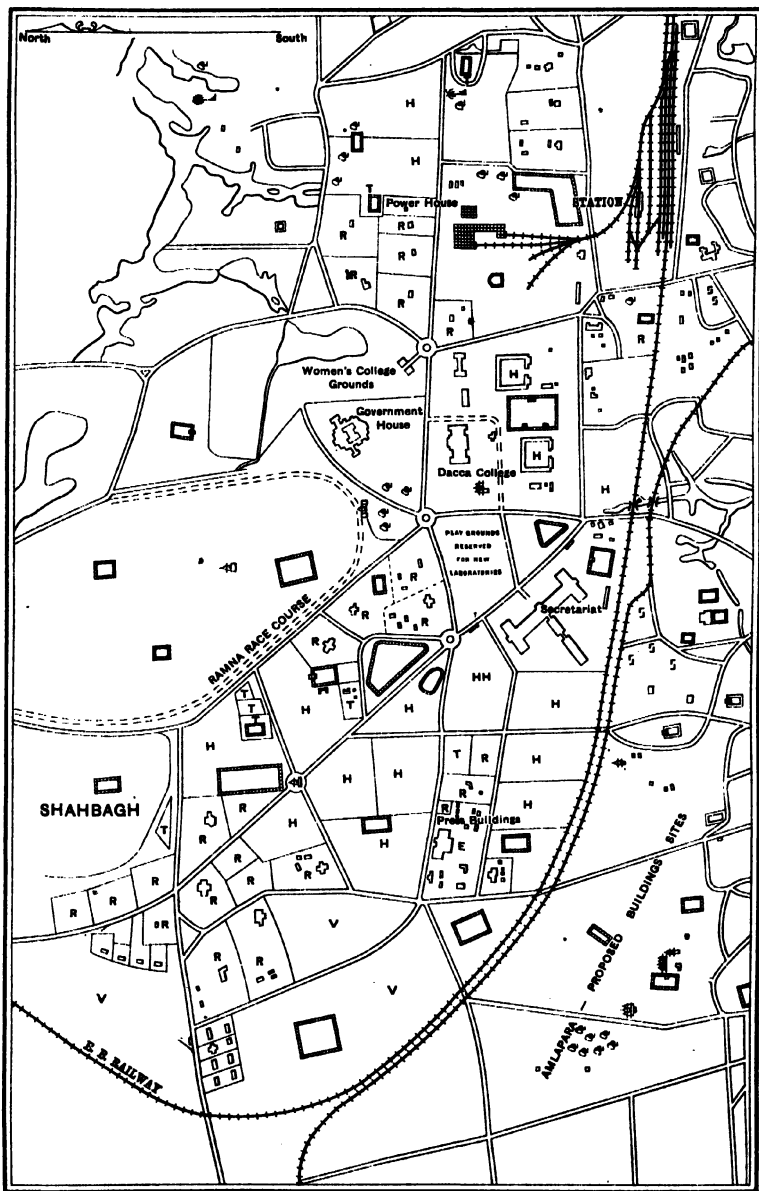 North
South
H
H
T
Power House
STATION
R
R
R
R
R
R
R
R
S
S
Women's College
Grounds
H
Government
House
H
Dacca College
H
PLAY GROUNDS
RESERVED
FOR NEW
LABORATORIES
R
R
R
Secretariat
RAMNA RACE COURSE
R
S
S
S
S
T
T
T
T
H
H
HH
H
H
H
H
H
T
R
H
SHAHBAGH
R
R
H
R
H
Press Buildings
T
R
H
E
H
R
R
R
R
R
R
R
R
V
R
R
V
V
AMLAPARA – PROPOSED BUILDINGS SITES
E. B. RAILWAY